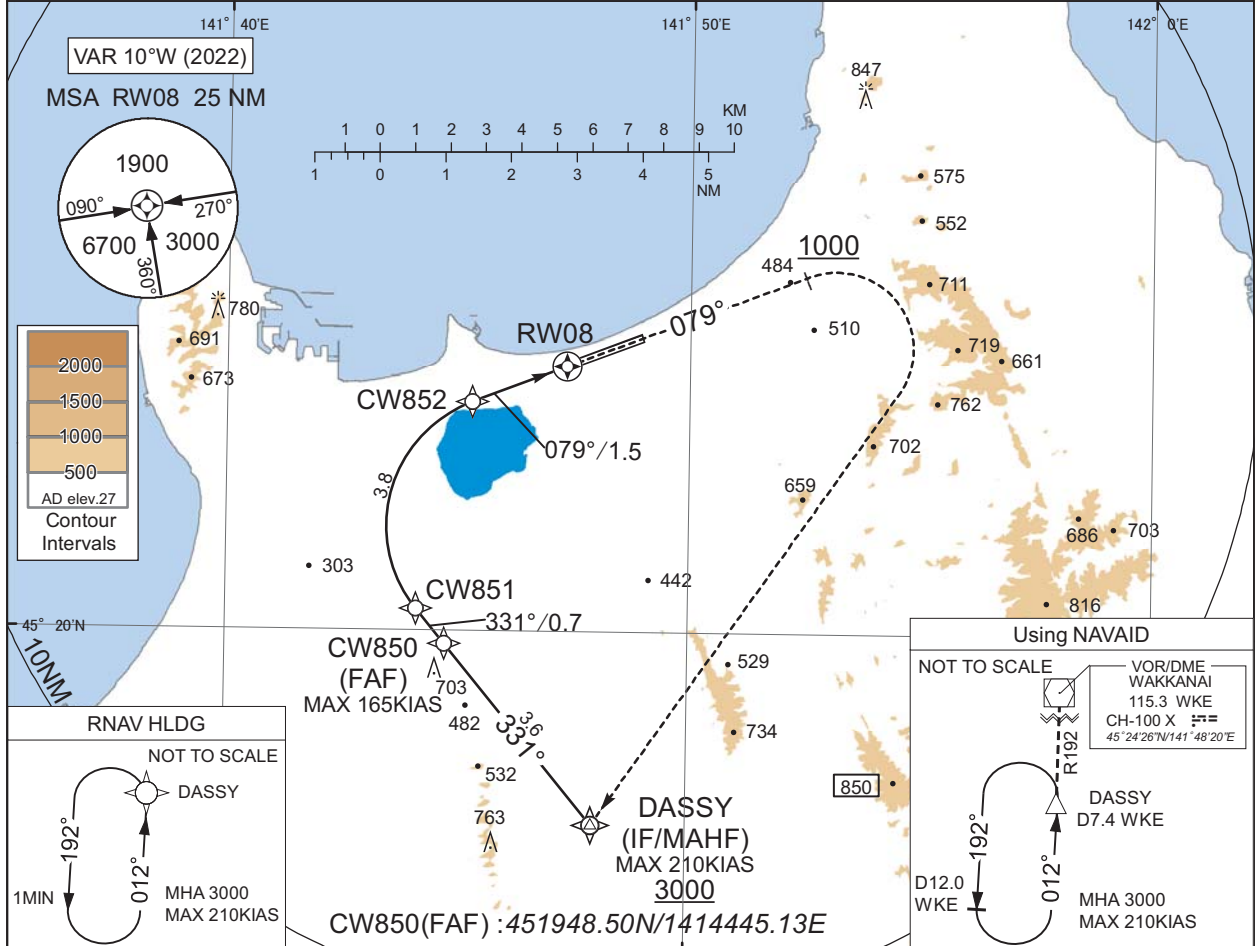 141° 40'E
141° 50'E
142° 0'E
VAR 10°W (2022)
MSA RW08 25 NM
1900
090°
270°
6700
3000
360°
KM
1 0 1 2 3 4 5 6 7 8 9 10
1 0 1 2 3 4 5
NM
847
575
552
711
719
661
762
702
659
686
703
816
484
1000
510
079°
RW08
780
691
673
2000
1500
1000
500
AD elev.27
Contour
Intervals
CW852
079°/1.5
3.8
303
442
CW851
331°/0.7
45° 20'N
10NM
CW850
(FAF)
MAX 165KIAS
703
482
3.6
331°
529
734
532
763
850
DASSY
(IF/MAHF)
MAX 210KIAS
3000
CW850(FAF) :451948.50N/1414445.13E
RNAV HLDG
NOT TO SCALE
DASSY
192°
012°
1MIN
MHA 3000
MAX 210KIAS
Using NAVAID
NOT TO SCALE
VOR/DME
WAKKANAI
115.3 WKE
CH-100 X
45°24'26"N/141°48'20"E
R192
DASSY
D7.4 WKE
192°
012°
D12.0
WKE
MHA 3000
MAX 210KIAS